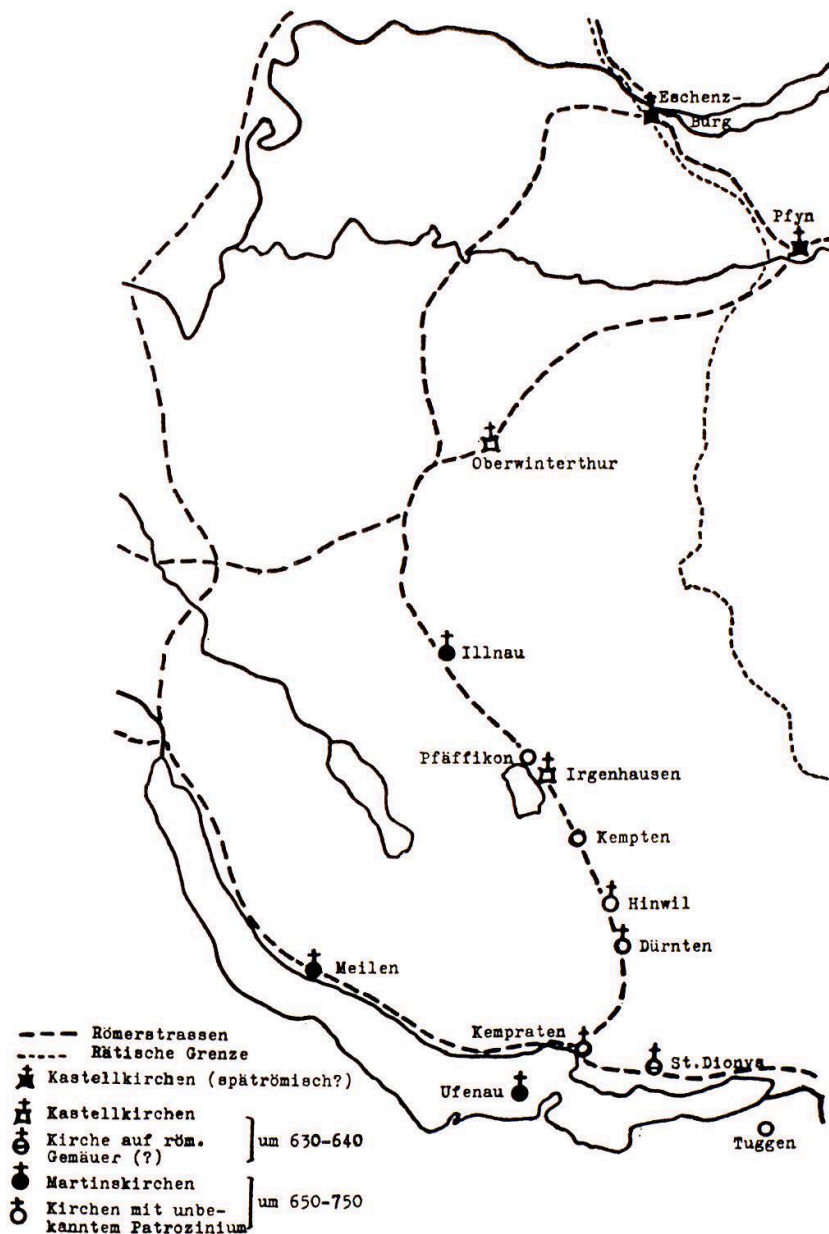 Eschenz-
Burg
Pfyn
Oberwinterthur
Illnau
Pfäffikon
Irgenhausen
Kempten
Hinwil
Dürnten
Meilen
Kempraten
St.Dionys
Ufenau
Tuggen
Römerstrassen
Rätische Grenze
Kastellkirchen (spätrömisch?)
Kastellkirchen
Kirche auf röm.
Gemäuer (?)
um 630-640
Martinskirchen
Kirchen mit unbe-
kanntem Patrozinium
um 650-750